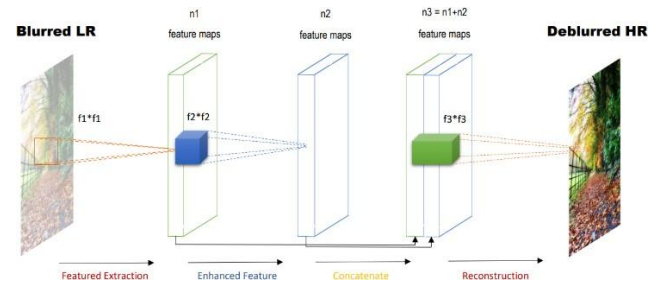 n1
n2
n3 = n1+n2
Blurred LR
feature maps
feature maps
feature maps
Deblurred HR
f1*f1
f2*f2
f3*f3
Featured Extraction
Enhanced Feature
Concatenate
Reconstruction